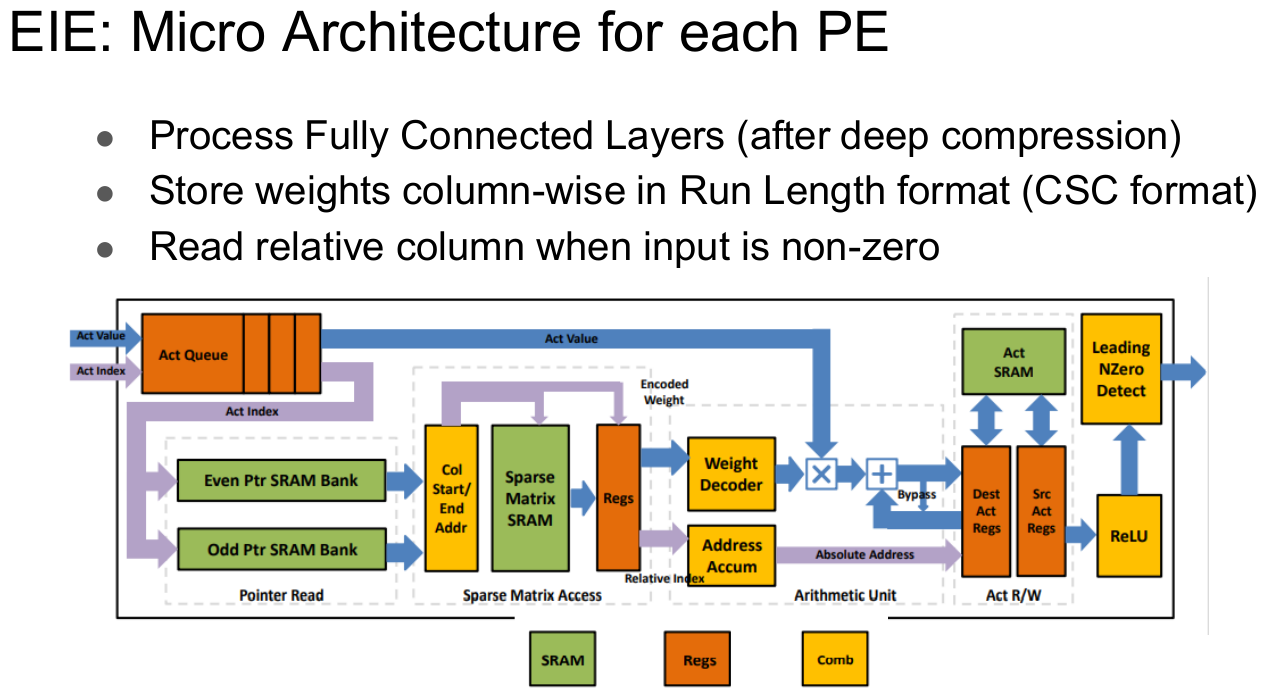 EIE: Micro Architecture for each PE
● Process Fully Connected Layers (after deep compression)
● Store weights column-wise in Run Length format (CSC format)
● Read relative column when input is non-zero
Act Value
Act Index
Act Queue
Act Value
Act Index
Even Ptr SRAM Bank
Odd Ptr SRAM Bank
Pointer Read
Col
Start/
End
Addr
Sparse
Matrix
SRAM
Regs
Sparse Matrix Access
Encoded
Weight
Relative Index
Weight
Decoder
Address
Accum
×
+
Bypass
Absolute Address
Arithmetic Unit
Act
SRAM
Dest
Act
Regs
Src
Act
Regs
Act R/W
Leading
NZero
Detect
ReLU
SRAM
Regs
Comb